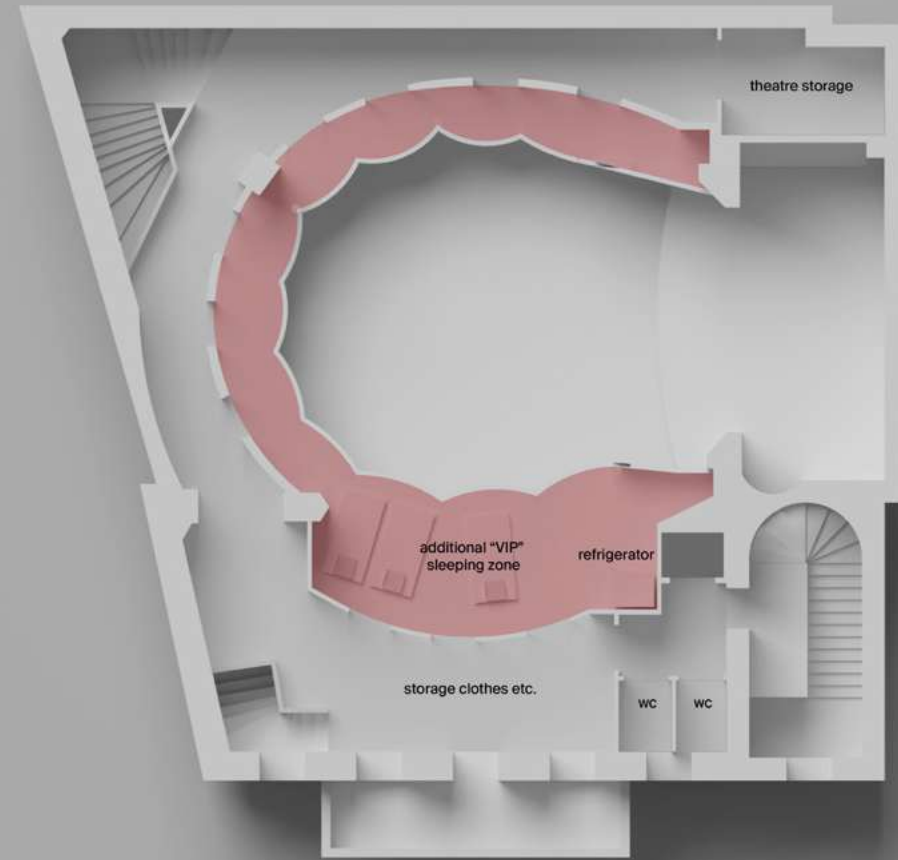 theatre storage
additional “VIP”
sleeping zone
refrigerator
storage clothes etc.
WC
WC